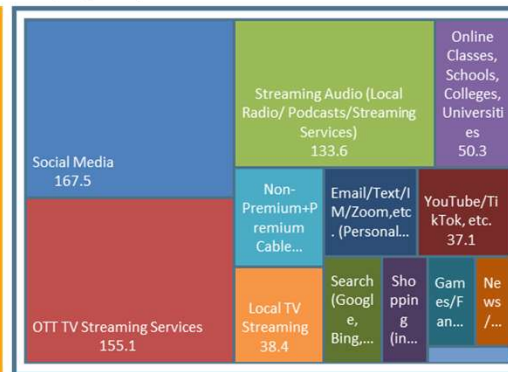 Social Media
167.5
OTT TV Streaming Services
155.1
Streaming Audio (Local
Radio/ Podcasts/Streaming
Services)
133.6
Online
Classes,
Schools,
Colleges,
Universiti
es
50.3
Non-
Premium+P
remium
Cable...
Email/Text/I
M/Zoom,etc
. (Personal...
YouTube/Ti
kTok, etc.
37.1
Local TV
Streaming
38.4
Search
(Googl
e,
Bing,...
Sho
pping
(in...
Gam
es/F
an...
Ne
ws
/...